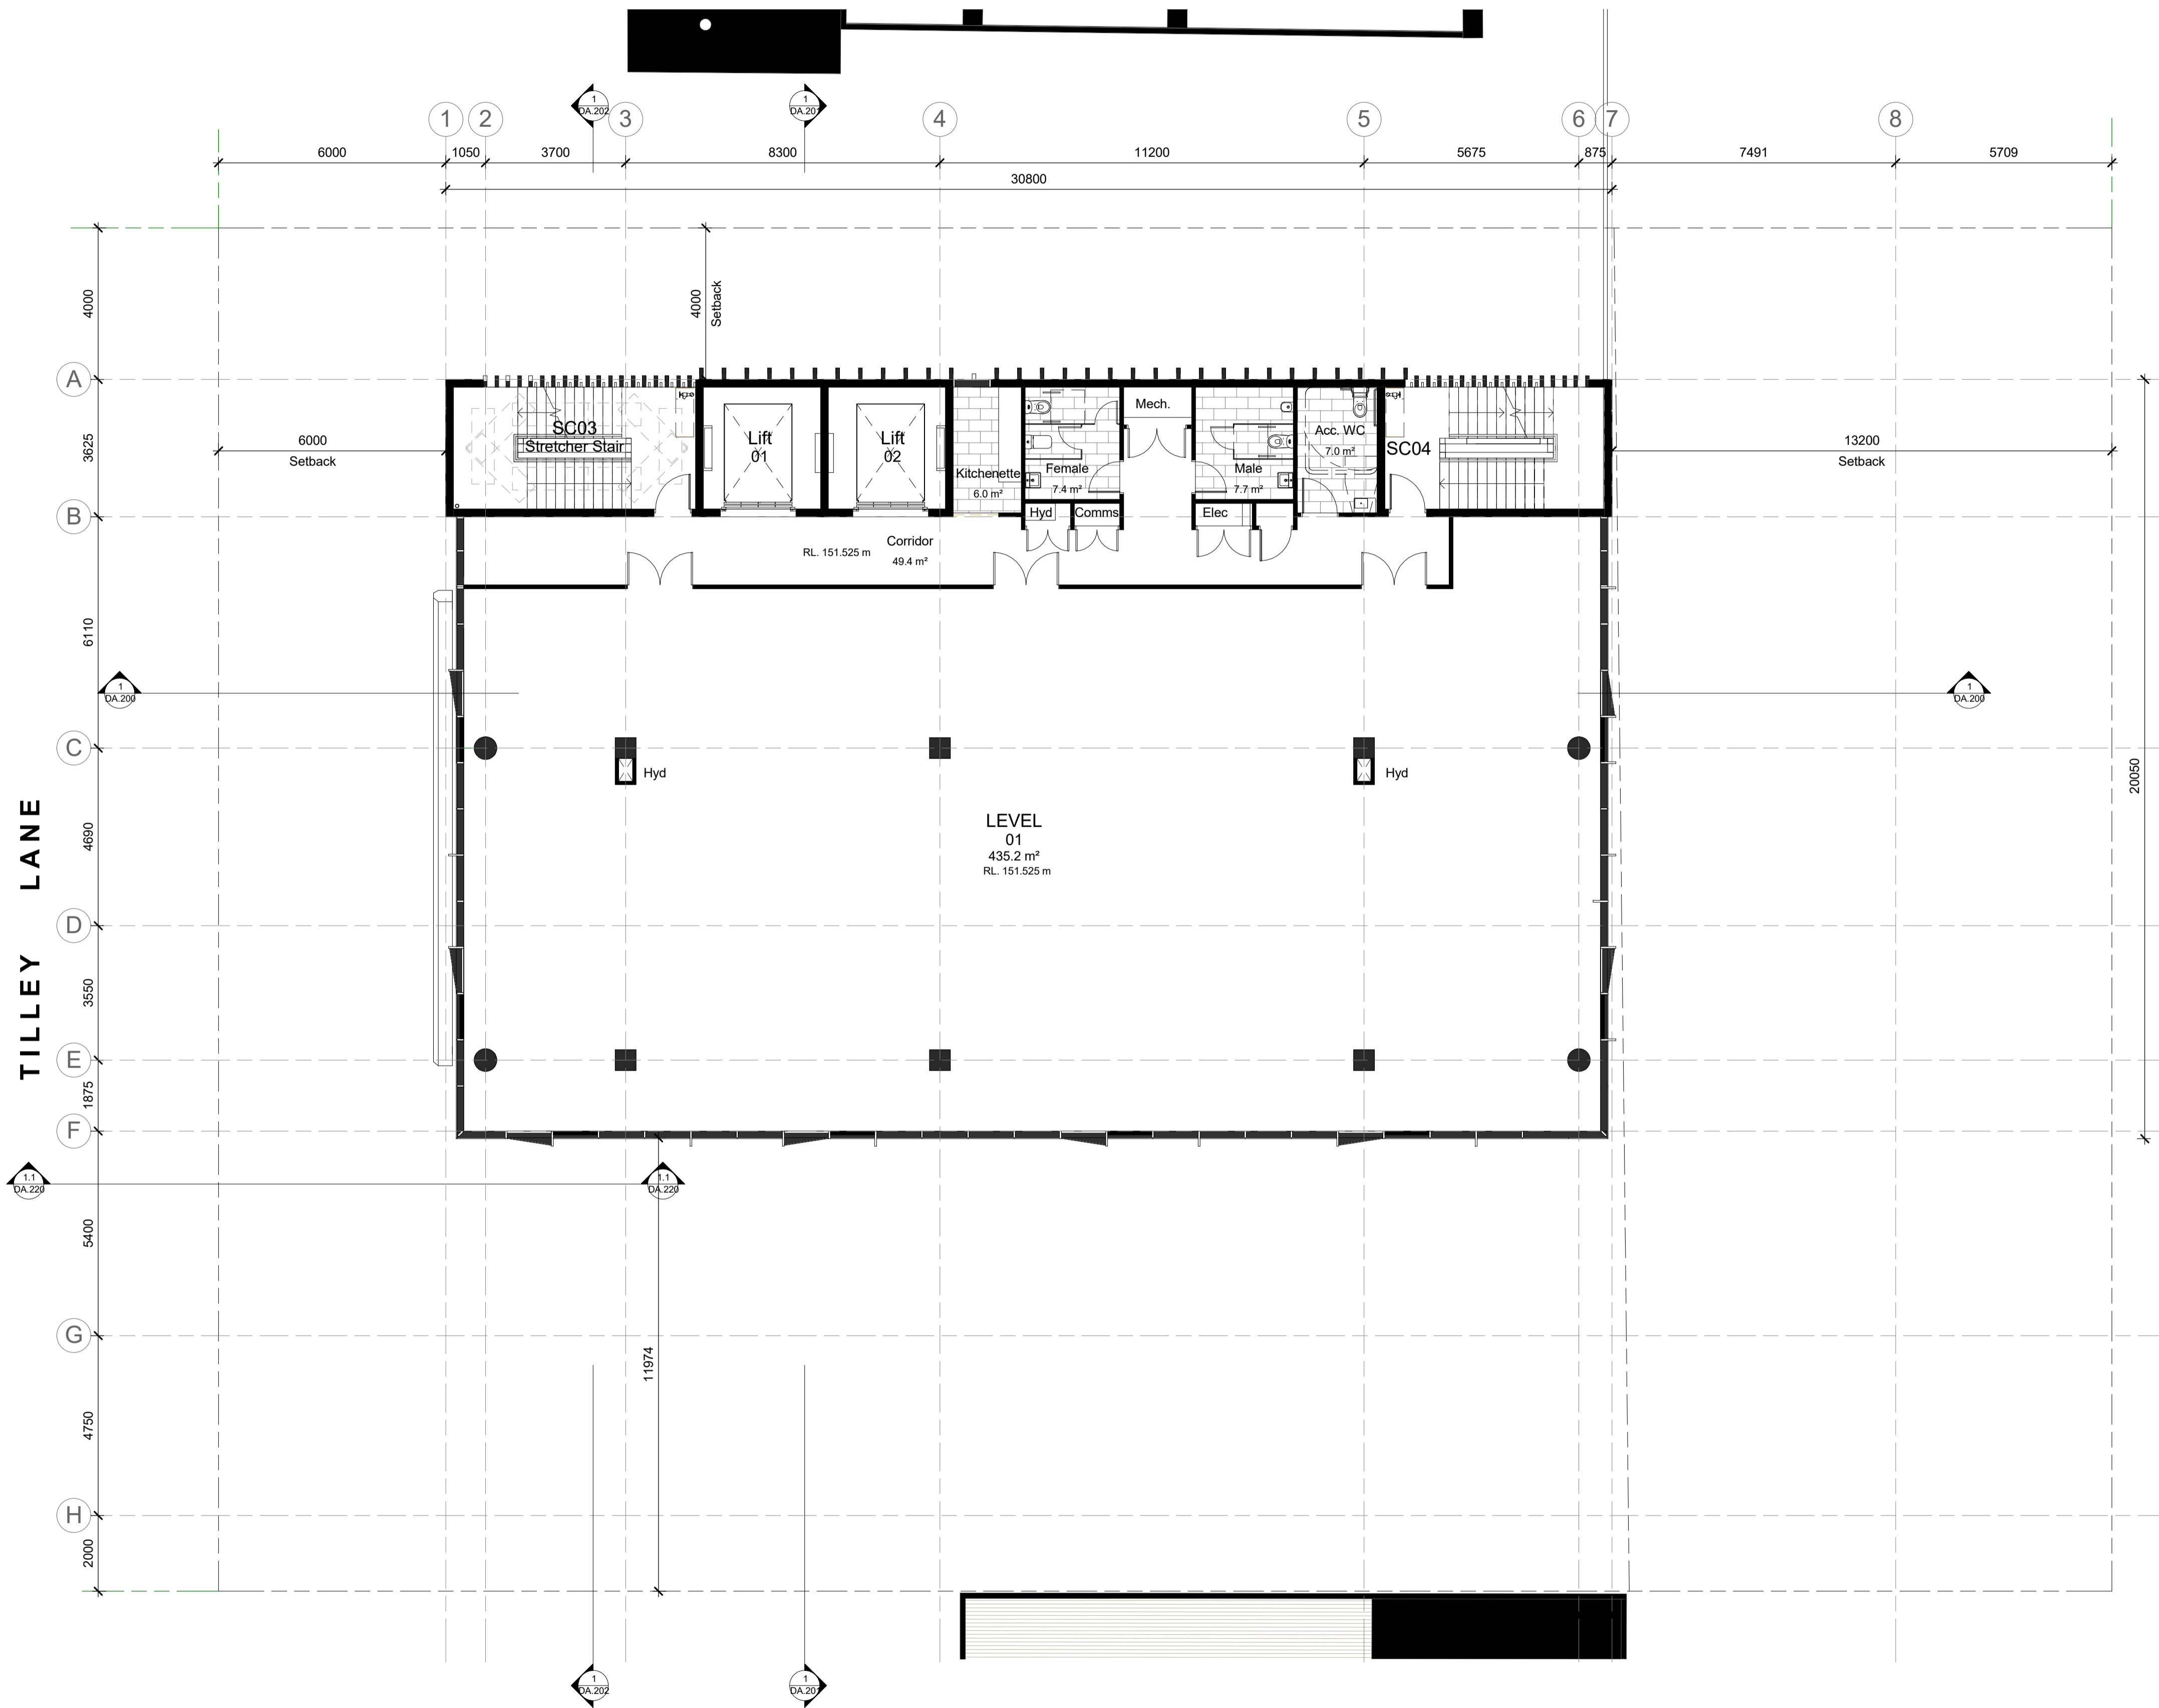 1
DA.202
1
DA.201
1
2
3
4
5
6
7
8
6000
1050
3700
8300
11200
5675
875
7491
5709
30800
4000
4000
Setback
A
3625
B
6110
C
4690
D
3550
E
1875
F
5400
G
4750
H
2000
TILLEY LANE
6000
Setback
SC03
Stretcher Stair
Lift
01
Lift
02
Kitchenette
6.0 m²
Female
7.4 m²
Mech.
Male
7.7 m²
Acc. WC
7.0 m²
SC04
13200
Setback
Hyd
Comms
Elec
Corridor
RL. 151.525 m
49.4 m²
1
DA.200
1
DA.200
Hyd
Hyd
20050
LEVEL
01
435.2 m²
RL. 151.525 m
1.1
DA.220
1.1
DA.220
11974
1
DA.202
1
DA.201